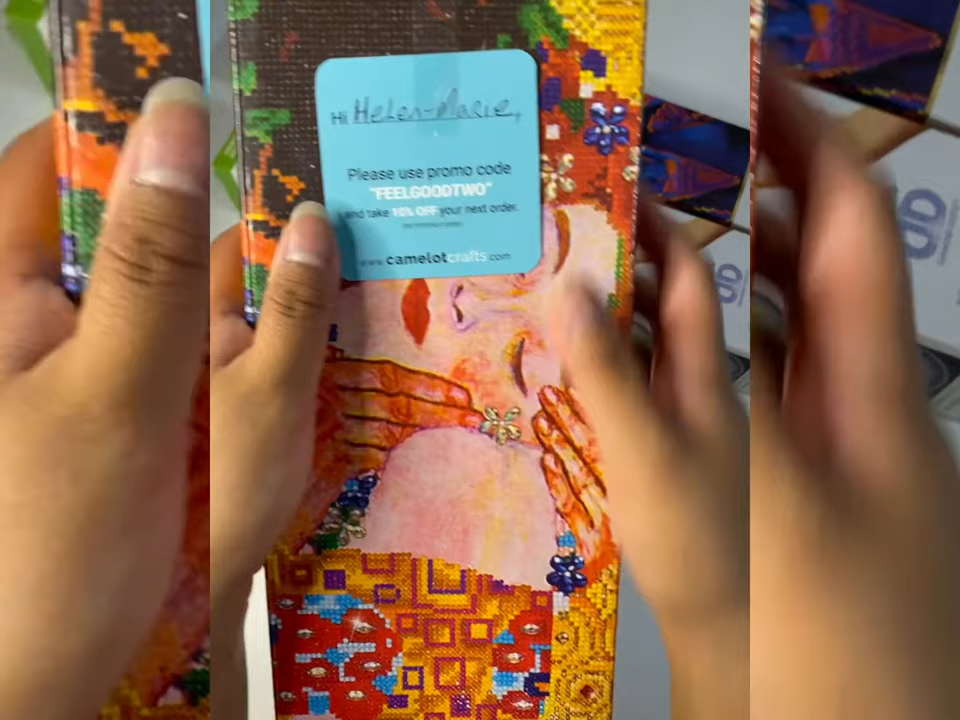 Hi Helen-Marie,
Please use promo code
"FEELGOODTWO"
and take 10% OFF your next order.
www.camelotcrafts.com